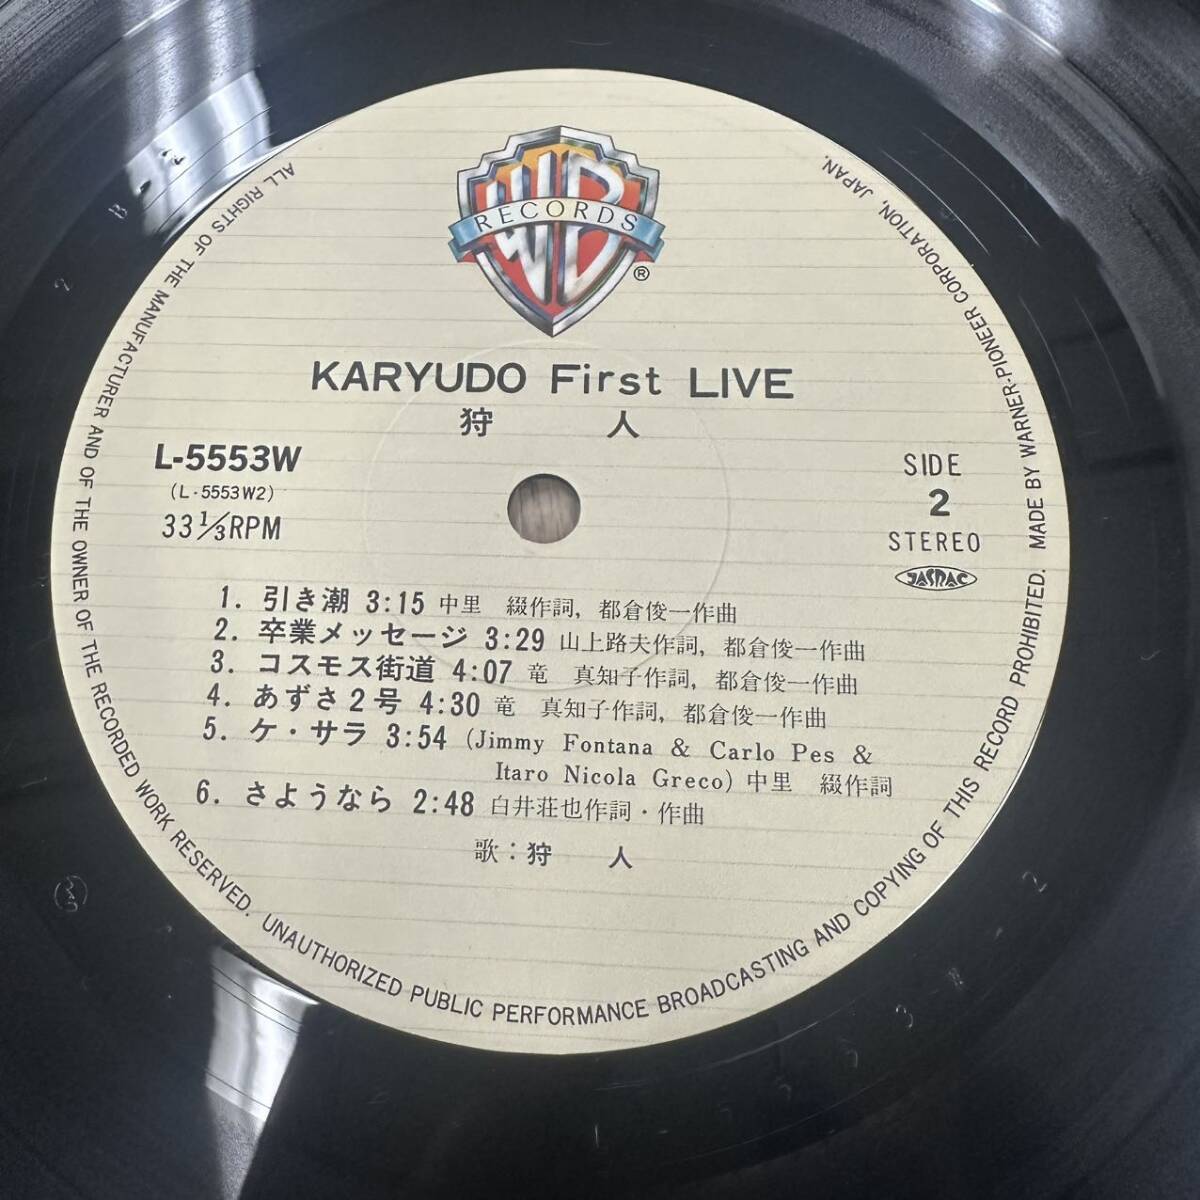 WB
RECORDS
®
KARYUDO First LIVE
狩 人
L-5553W
(L-5553W2)
33 1/3 RPM
SIDE
2
STEREO
JASRAC
1. 引き潮 3:15 中里 綴作詞, 都倉俊一作曲
2. 卒業メッセージ 3:29 山上路夫作詞, 都倉俊一作曲
3. コスモス街道 4:07 竜 真知子作詞, 都倉俊一作曲
4. あずさ2号 4:30 竜 真知子作詞, 都倉俊一作曲
5. ケ・サラ 3:54 (Jimmy Fontana & Carlo Pes &
Itaro Nicola Greco) 中里 綴作詞
6. さようなら 2:48 白井荘也作詞・作曲
歌:狩 人
ALL RIGHTS OF THE MANUFACTURER AND OF THE OWNER OF THE RECORDED WORK RESERVED. UNAUTHORIZED PUBLIC PERFORMANCE BROADCASTING AND COPYING OF THIS RECORD PROHIBITED. MADE BY WARNER-PIONEER CORPORATION, JAPAN.